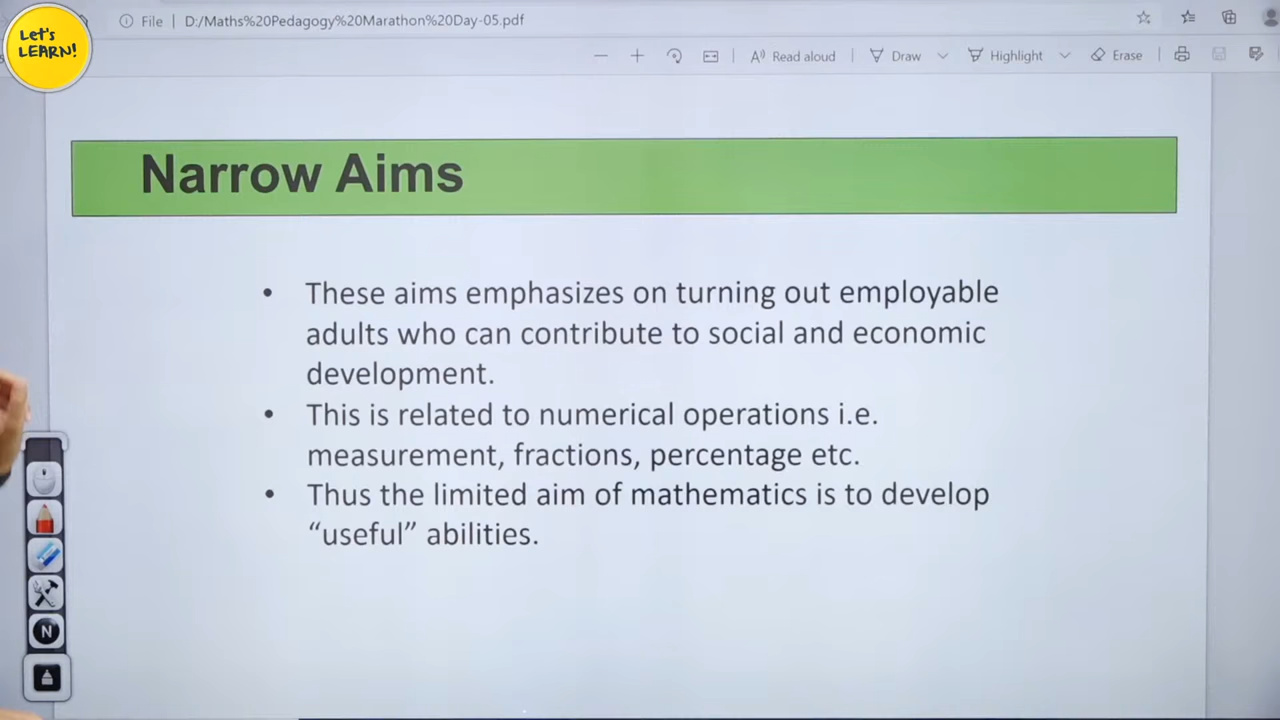 Let's
LEARN!
File | D:/Maths%20Pedagogy%20Marathon%20Day-05.pdf
Read aloud
Draw
Highlight
Erase
Narrow Aims
• These aims emphasizes on turning out employable
adults who can contribute to social and economic
development.
• This is related to numerical operations i.e.
measurement, fractions, percentage etc.
• Thus the limited aim of mathematics is to develop
“useful” abilities.
N